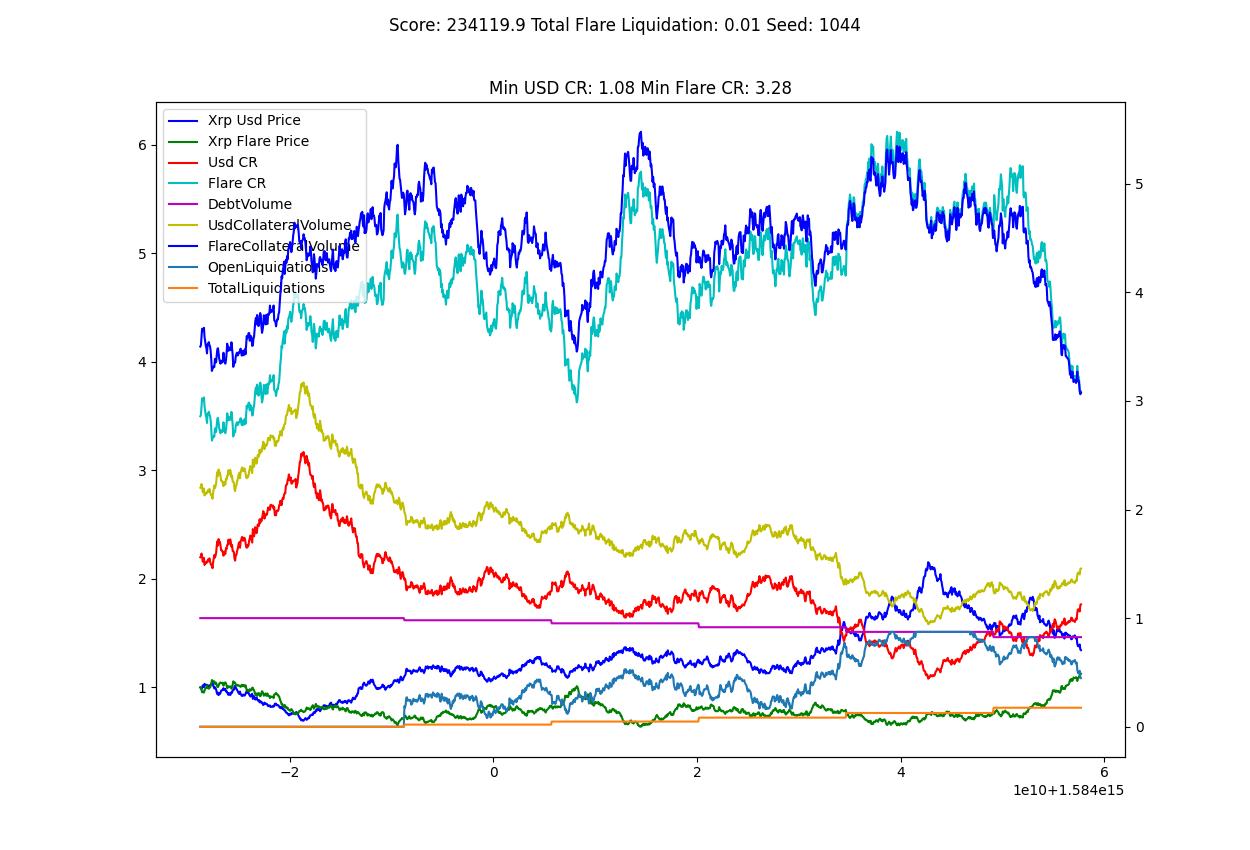 Score: 234119.9 Total Flare Liquidation: 0.01 Seed: 1044
Min USD CR: 1.08 Min Flare CR: 3.28
Xrp Usd Price
Xrp Flare Price
Usd CR
Flare CR
DebtVolume
UsdCollateralVolume
FlareCollateralVolume
OpenLiquidations
TotalLiquidations
6
5
4
3
2
1
5
4
3
2
1
0
−2
0
2
4
6
1e10+1.584e15